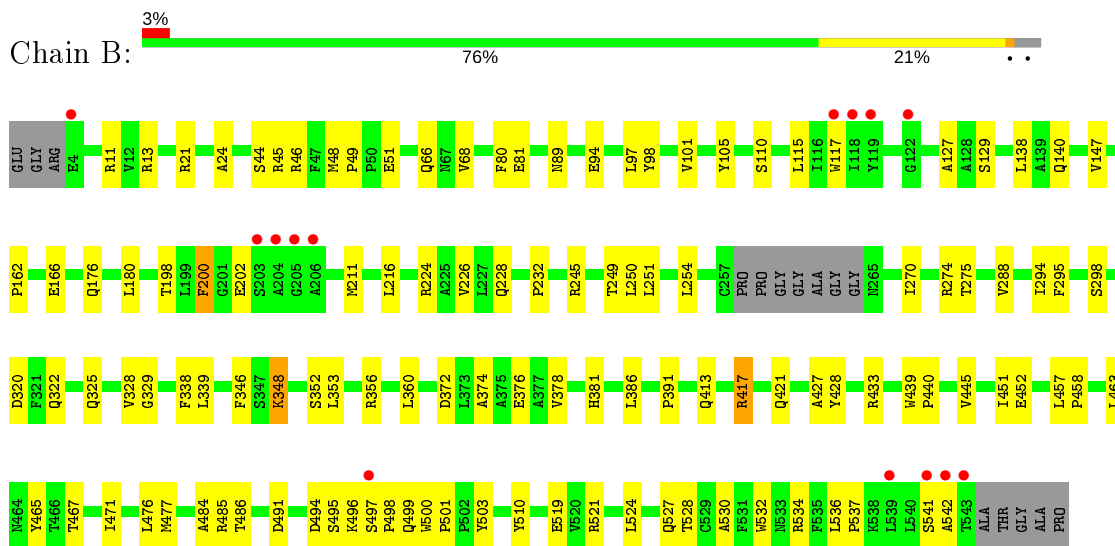 3%
Chain B:
76% 21% • •
GLU GLY ARG E4 R11 V12 R13 R21 A24 S44 R45 R46 F47 M48 P49 P50 E51 Q66 N67 V68 F80 E81 N89 E94 L97 Y98 V101 Y105 S110 L115 I116 W117 I118 Y119 G122 A127 A128 S129 L138 A139 Q140 V147
P162 E166 Q176 L180 T198 L199 F200 G201 E202 S203 A204 G205 A206 M211 L216 R224 A225 V226 L227 Q228 P232 R245 T249 L250 L251 L254 C257 PRO PRO GLY GLY ALA GLY GLY N265 I270 R274 T275 V288 I294 F295 S298
D320 F321 Q322 Q325 V328 G329 F338 L339 F346 S347 K348 S352 L353 R356 L360 D372 L373 A374 A375 E376 A377 V378 H381 L386 P391 Q413 R417 Q421 A427 Y428 R433 W439 P440 V445 I451 E452 L457 P458 L463
N464 Y465 T466 T467 I471 L476 M477 A484 R485 T486 D491 D494 S495 K496 S497 P498 Q499 W500 P501 P502 Y503 Y510 E519 V520 R521 L524 Q527 T528 C529 A530 F531 W532 N533 R534 F535 L536 P537 K538 L539 L540 S541 A542 T543 ALA THR GLY ALA PRO